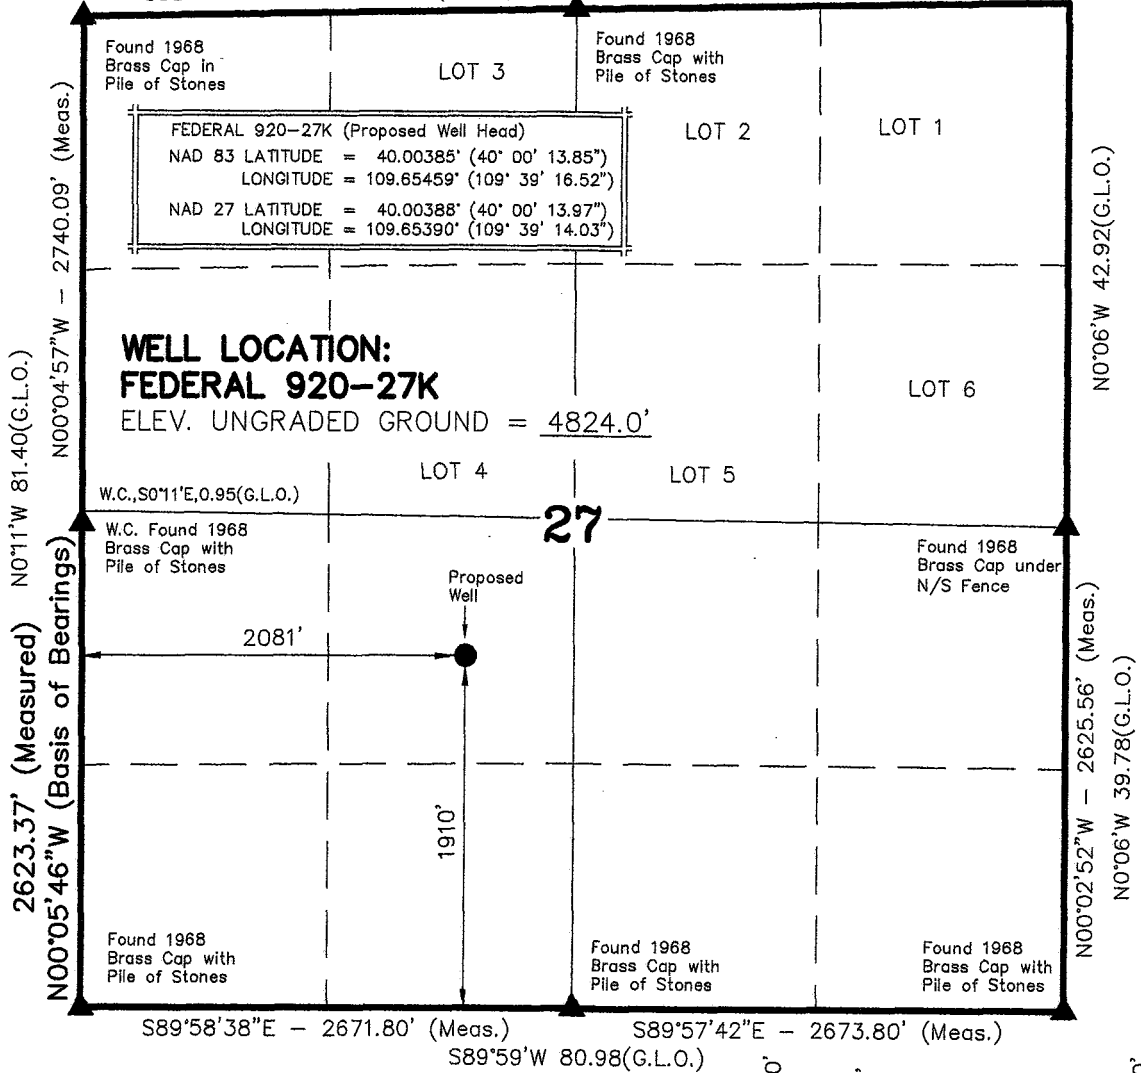 Found 1968
Brass Cap in
Pile of Stones
LOT 3
Found 1968
Brass Cap with
Pile of Stones
LOT 2
LOT 1
FEDERAL 920-27K (Proposed Well Head)
NAD 83 LATITUDE = 40.00385° (40° 00' 13.85")
LONGITUDE = 109.65459° (109° 39' 16.52")
NAD 27 LATITUDE = 40.00388° (40° 00' 13.97")
LONGITUDE = 109.65390° (109° 39' 14.03")
N00°04'57"W - 2740.09' (Meas.)
N0°11'W 81.40(G.L.O.)
N0°06'W 42.92(G.L.O.)
WELL LOCATION:
FEDERAL 920-27K
ELEV. UNGRADED GROUND = 4824.0'
LOT 6
LOT 4
LOT 5
W.C.,S0°11'E,0.95(G.L.O.)
27
W.C. Found 1968
Brass Cap with
Pile of Stones
Found 1968
Brass Cap under
N/S Fence
Proposed
Well
2081'
1910'
2623.37' (Measured)
N00°05'46"W (Basis of Bearings)
N00°02'52"W - 2625.56' (Meas.)
N0°06'W 39.78(G.L.O.)
Found 1968
Brass Cap with
Pile of Stones
Found 1968
Brass Cap with
Pile of Stones
Found 1968
Brass Cap with
Pile of Stones
S89°58'38"E - 2671.80' (Meas.)
S89°57'42"E - 2673.80' (Meas.)
S89°59'W 80.98(G.L.O.)